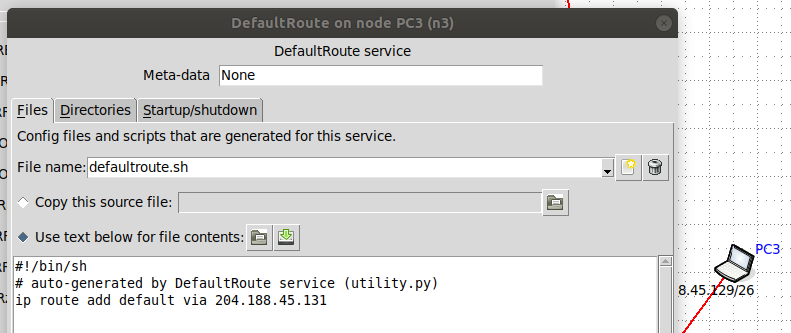 DefaultRoute on node PC3 (n3)
DefaultRoute service
Meta-data None
Files Directories Startup/shutdown
Config files and scripts that are generated for this service.
File name: defaultroute.sh
Copy this source file:
Use text below for file contents:
#!/bin/sh
# auto-generated by DefaultRoute service (utility.py)
ip route add default via 204.188.45.131
PC3
8.45.129/26